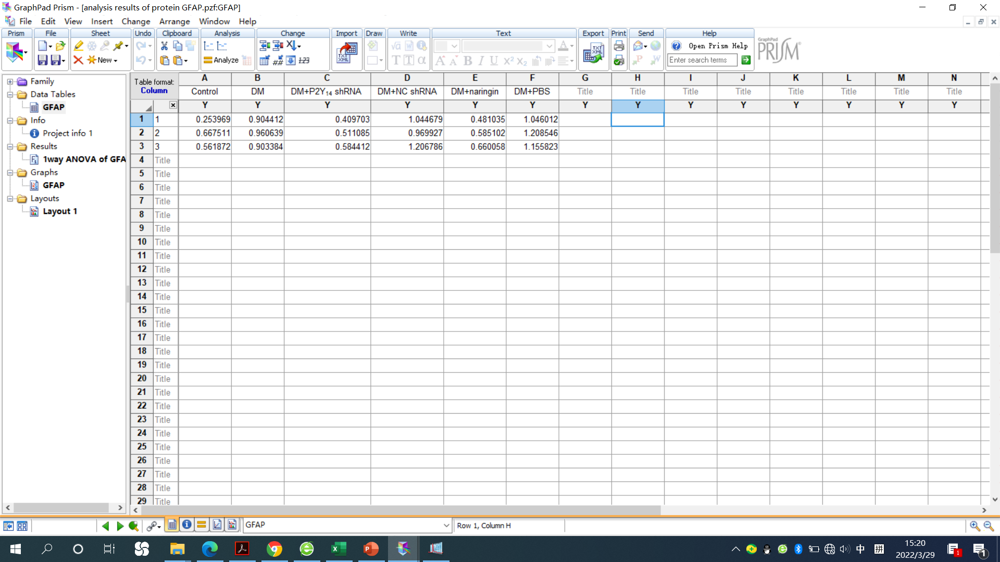 GraphPad Prism - [analysis results of protein GFAP.pzf:GFAP]
File Edit View Insert Change Arrange Window Help
Prism File Sheet Undo Clipboard Analysis Change Import Draw Write Text Export Print Send Help
Open Prism Help
GraphPad PRISM
New Analyze Enter search terms
Family
Data Tables
GFAP
Info
Project info 1
Results
1way ANOVA of GFA
Graphs
GFAP
Layouts
Layout 1
Table format: A B C D E F G H I J K L M N
Column Control DM DM+P2Y₁₄ shRNA DM+NC shRNA DM+naringin DM+PBS Title Title Title Title Title Title Title Title
Y Y Y Y Y Y Y Y Y Y Y Y Y Y
1 1 0.253969 0.904412 0.409703 1.044679 0.481035 1.046012
2 2 0.667511 0.960639 0.511085 0.969927 0.585102 1.208546
3 3 0.561872 0.903384 0.584412 1.206786 0.660058 1.155823
4 Title
5 Title
6 Title
7 Title
8 Title
9 Title
10 Title
11 Title
12 Title
13 Title
14 Title
15 Title
16 Title
17 Title
18 Title
19 Title
20 Title
21 Title
22 Title
23 Title
24 Title
25 Title
26 Title
27 Title
28 Title
29 Title
GFAP Row 1, Column H
中 拼 15:20
2022/3/29
1 1